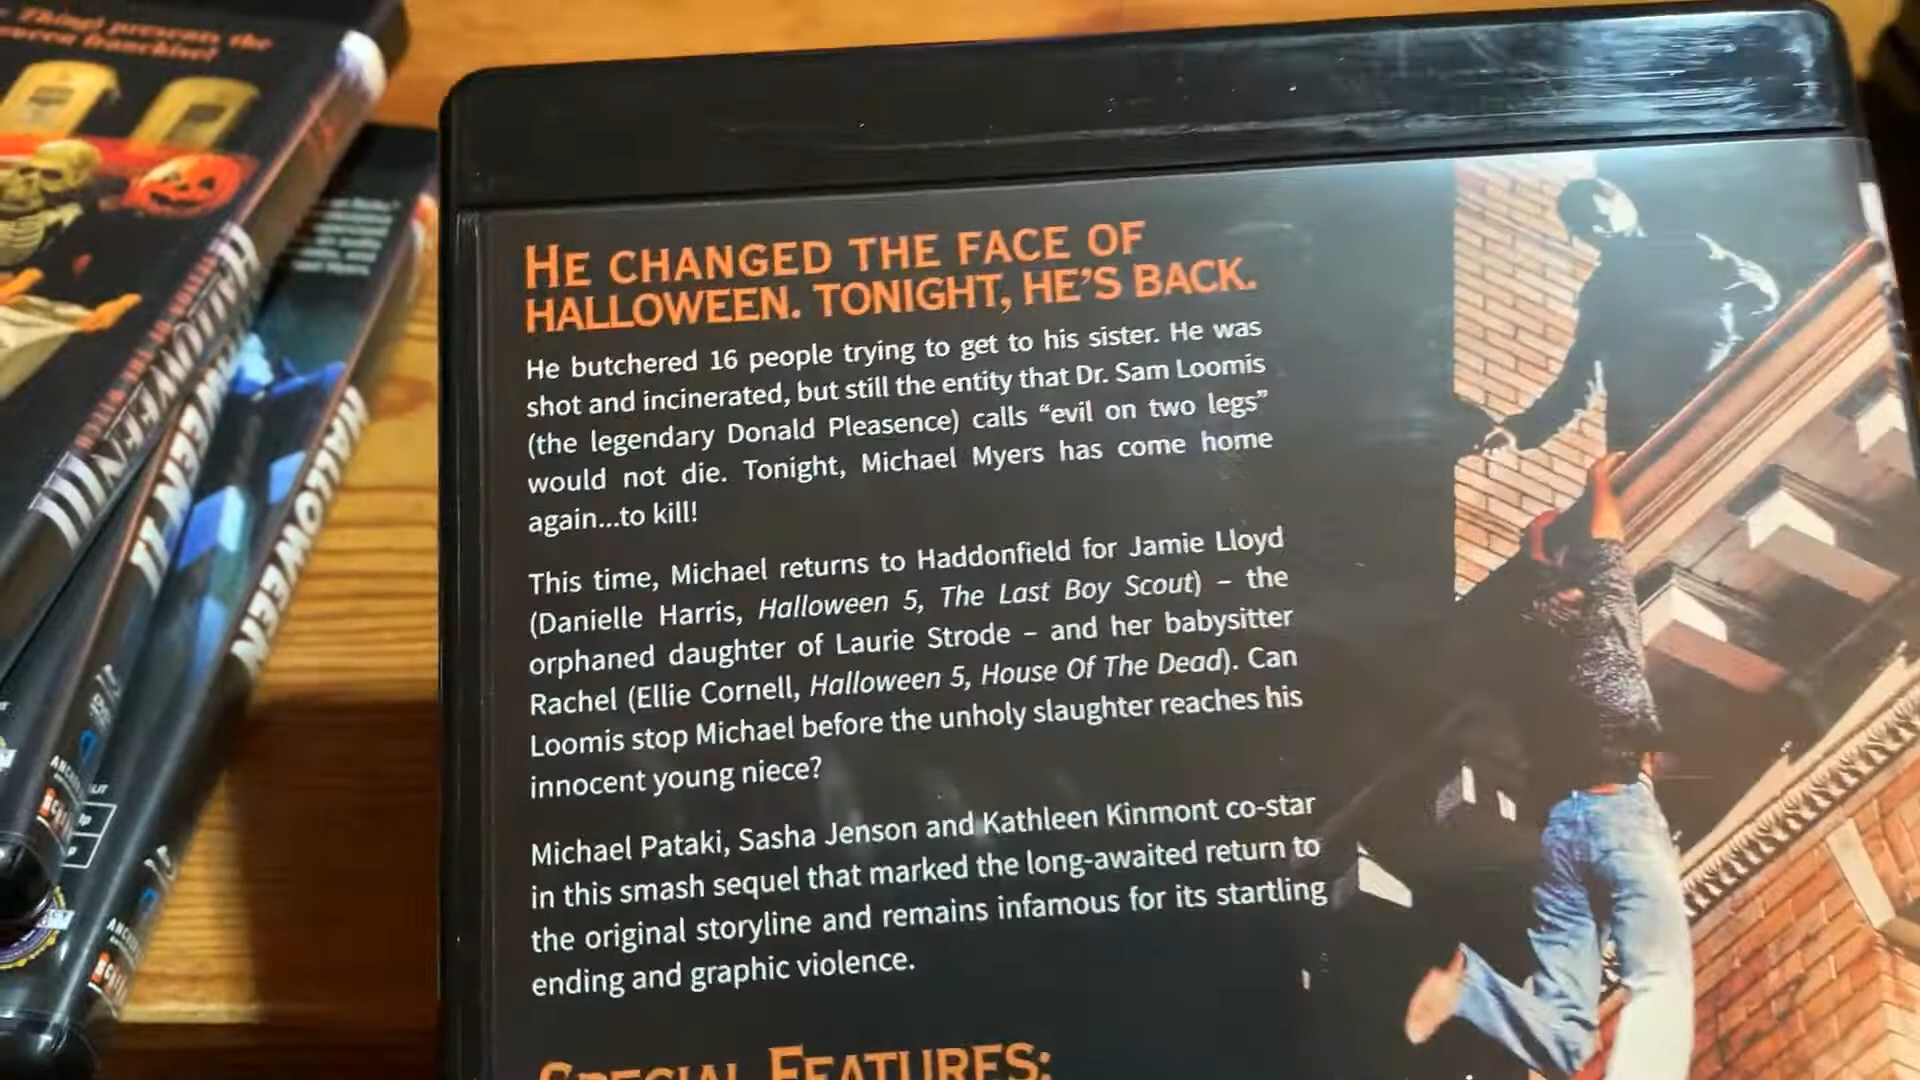 HE CHANGED THE FACE OF
HALLOWEEN. TONIGHT, HE'S BACK.
He butchered 16 people trying to get to his sister. He was
shot and incinerated, but still the entity that Dr. Sam Loomis
(the legendary Donald Pleasence) calls “evil on two legs”
would not die. Tonight, Michael Myers has come home
again...to kill!
This time, Michael returns to Haddonfield for Jamie Lloyd
(Danielle Harris, Halloween 5, The Last Boy Scout) – the
orphaned daughter of Laurie Strode – and her babysitter
Rachel (Ellie Cornell, Halloween 5, House Of The Dead). Can
Loomis stop Michael before the unholy slaughter reaches his
innocent young niece?
Michael Pataki, Sasha Jenson and Kathleen Kinmont co-star
in this smash sequel that marked the long-awaited return to
the original storyline and remains infamous for its startling
ending and graphic violence.
SPECIAL FEATURES:
presents the
franchise!
HALLOWEEN III
HALLOWEEN